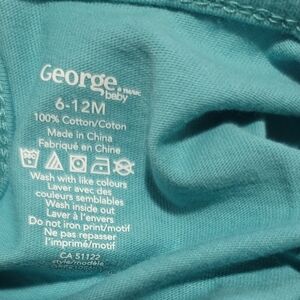 George
baby
6-12M
100% Cotton/Coton
Made in China
Fabriqué en Chine
Wash with like colours
Laver avec des
couleurs semblables
Wash inside out
Laver à l'envers
Do not iron print/motif
Ne pas repasser
l'imprimé/motif
CA 51122
style/modèle